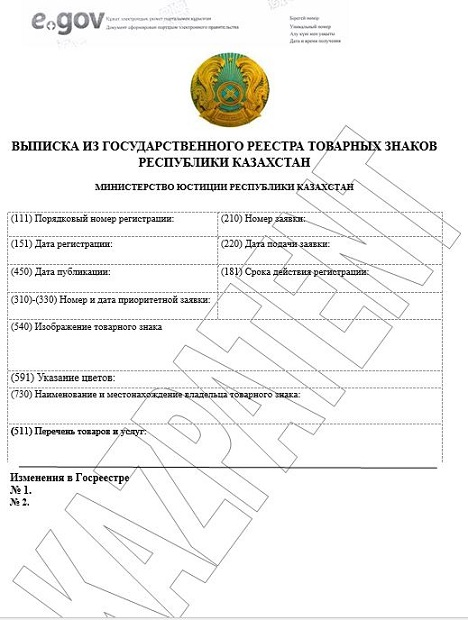 e.gov
Құжат электрондық үкімет порталымен құрылған
Документ сформирован порталом электронного правительства
Бірегей нөмір
Уникальный номер
Алу күні мен уақыты
Дата и время получения
ВЫПИСКА ИЗ ГОСУДАРСТВЕННОГО РЕЕСТРА ТОВАРНЫХ ЗНАКОВ
РЕСПУБЛИКИ КАЗАХСТАН
МИНИСТЕРСТВО ЮСТИЦИИ РЕСПУБЛИКИ КАЗАХСТАН
(111) Порядковый номер регистрации:
(210) Номер заявки:
(151) Дата регистрации:
(220) Дата подачи заявки:
(450) Дата публикации:
(181) Срока действия регистрации:
(310)-(330) Номер и дата приоритетной заявки:
(540) Изображение товарного знака
(591) Указание цветов:
(730) Наименование и местонахождение владельца товарного знака:
(511) Перечень товаров и услуг:
Изменения в Госреестре
№ 1.
№ 2.
KAZPATENT